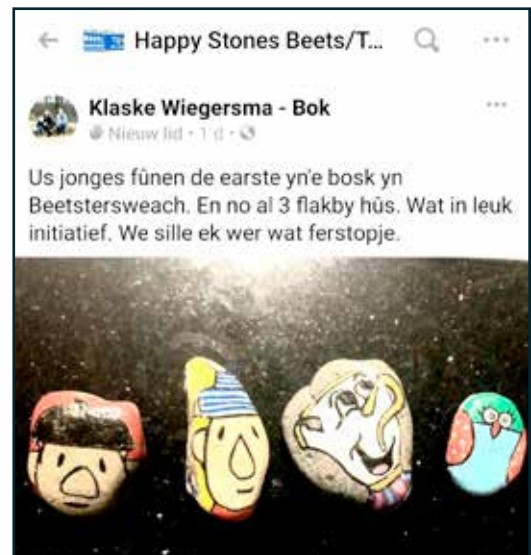 Happy Stones Beets/T...
Klaske Wiegersma - Bok
Nieuw lid · 1 d ·
Us jonges fûnen de earste yn'e bosk yn
Beetstersweach. En no al 3 flakby hûs. Wat in leuk
initiatief. We sille ek wer wat ferstopje.